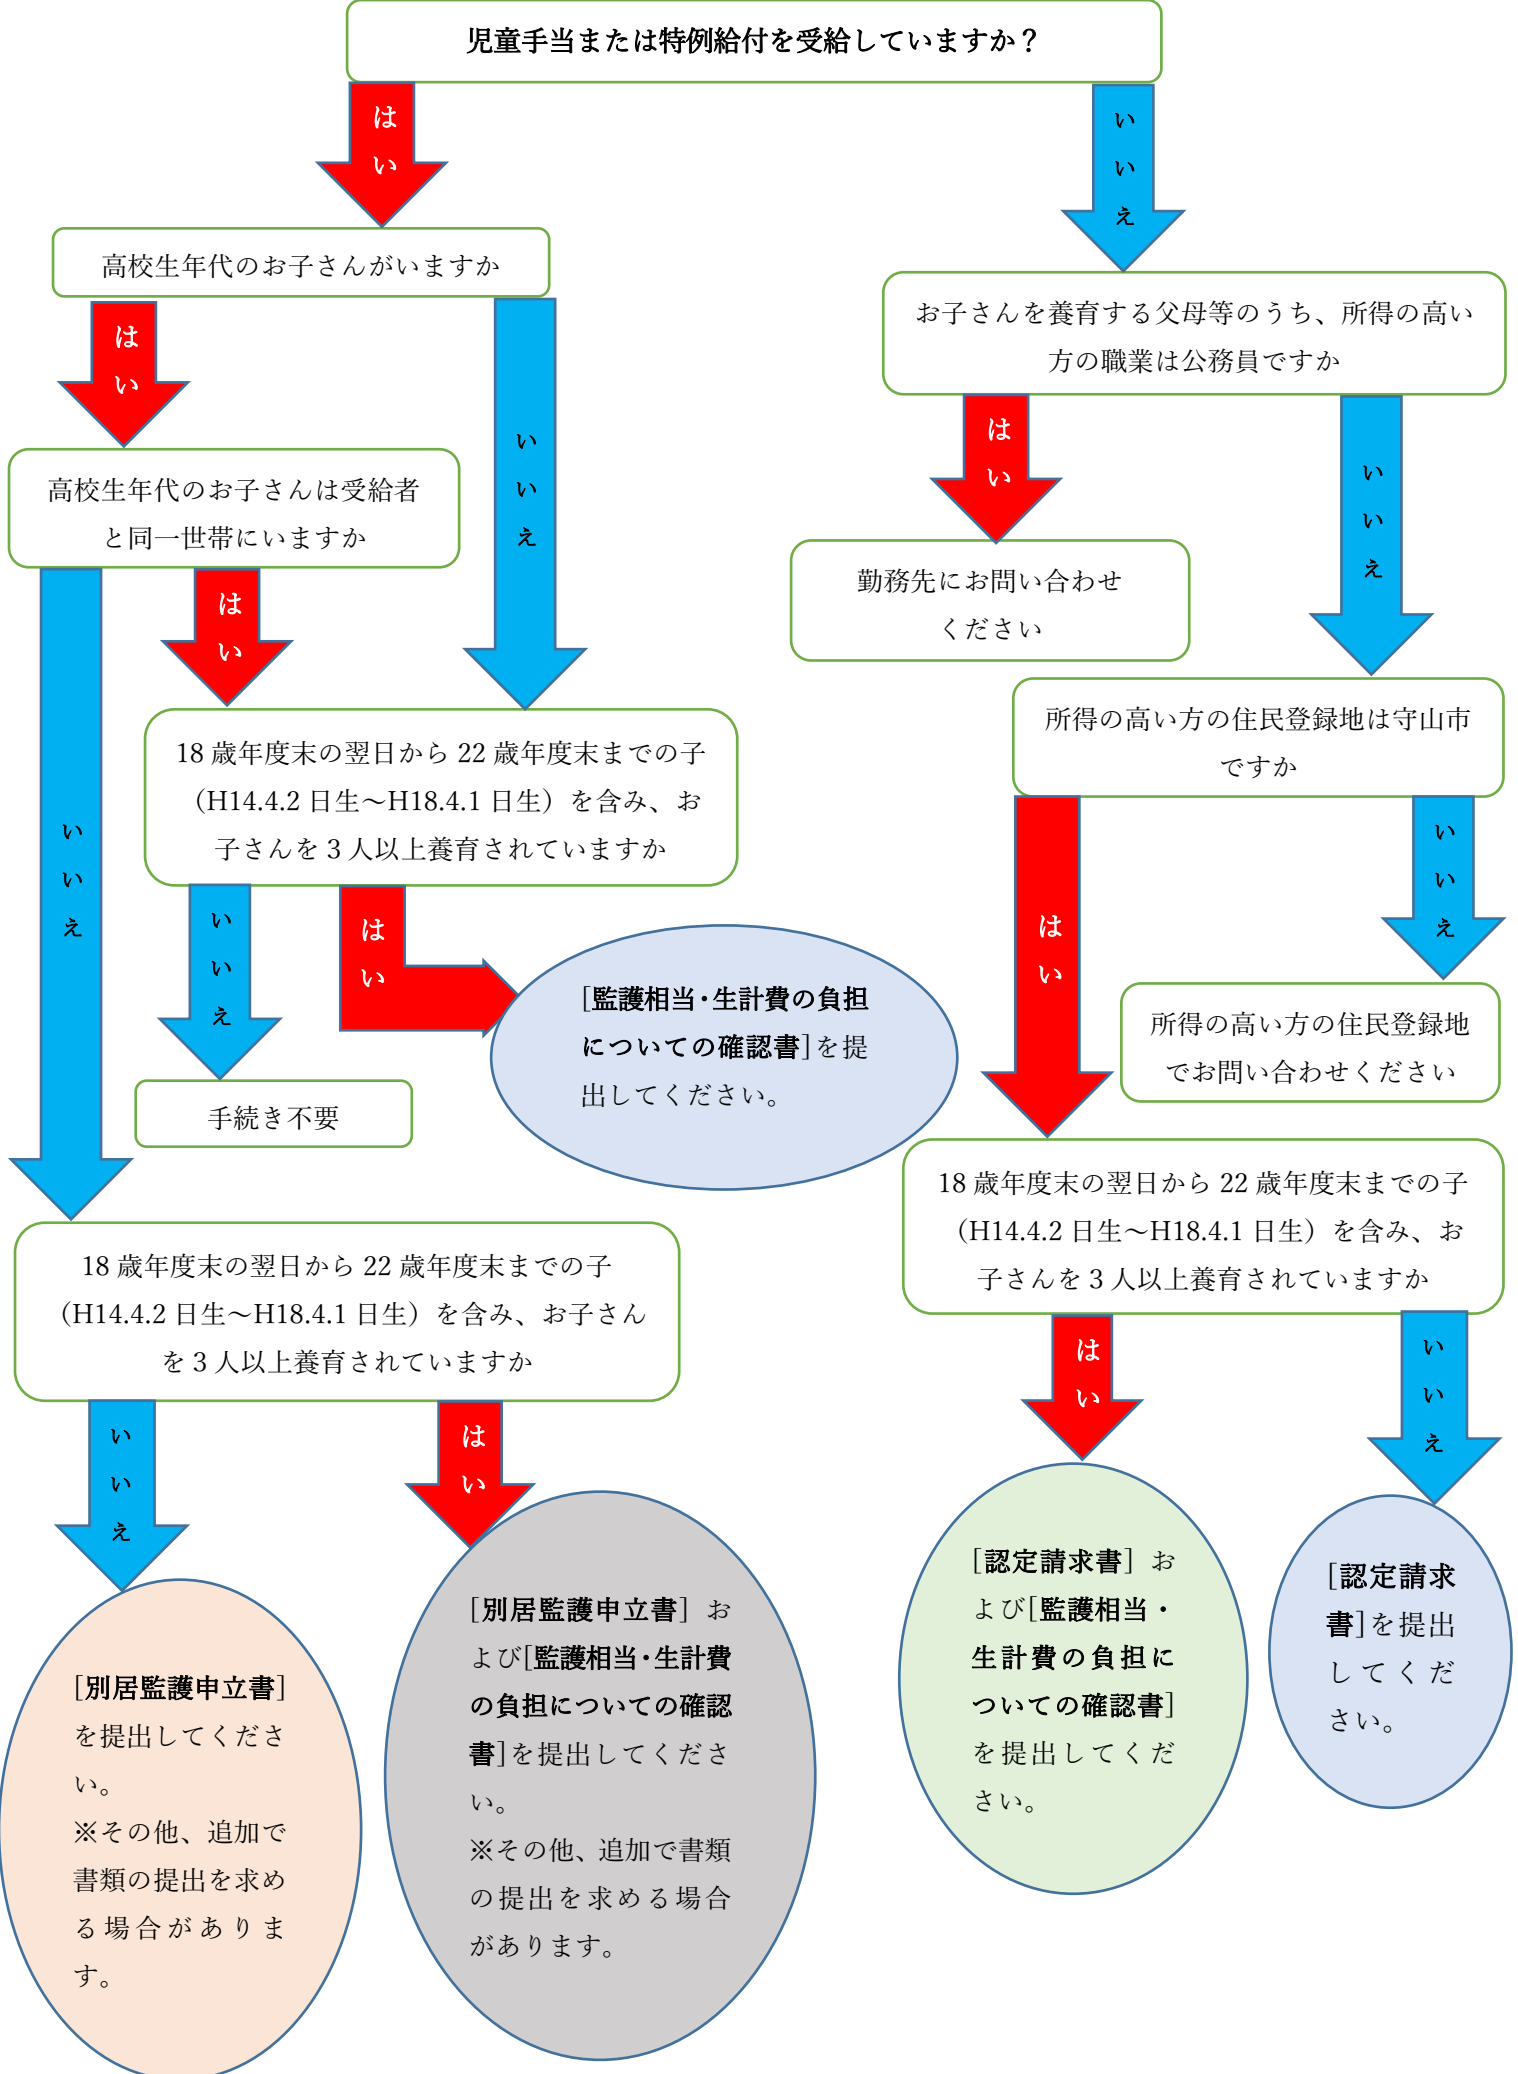 児童手当または特例給付を受給していますか？
は
い
い
い
え
高校生年代のお子さんがいますか
お子さんを養育する父母等のうち、所得の高い
方の職業は公務員ですか
は
い
い
い
え
は
い
い
い
え
高校生年代のお子さんは受給者
と同一世帯にいますか
勤務先にお問い合わせ
ください
は
い
い
い
え
所得の高い方の住民登録地は守山市
ですか
18 歳年度末の翌日から 22 歳年度末までの子
（H14.4.2 日生～H18.4.1 日生）を含み、お
子さんを３人以上養育されていますか
い
い
え
は
い
は
い
い
い
え
[監護相当・生計費の負担
についての確認書]を提
出してください。
所得の高い方の住民登録地
でお問い合わせください
手続き不要
18 歳年度末の翌日から 22 歳年度末までの子
（H14.4.2 日生～H18.4.1 日生）を含み、お
子さんを３人以上養育されていますか
18 歳年度末の翌日から 22 歳年度末までの子
（H14.4.2 日生～H18.4.1 日生）を含み、お子さん
を３人以上養育されていますか
は
い
い
い
え
い
い
え
は
い
[別居監護申立書]
を提出してくださ
い。
※その他、追加で
書類の提出を求め
る場合がありま
す。
[別居監護申立書] お
よび[監護相当・生計費
の負担についての確認
書]を提出してくださ
い。
※その他、追加で書類
の提出を求める場合
があります。
[認定請求書] お
よび[監護相当・
生計費の負担に
ついての確認書]
を提出してくだ
さい。
[認定請求
書]を提出
してくだ
さい。